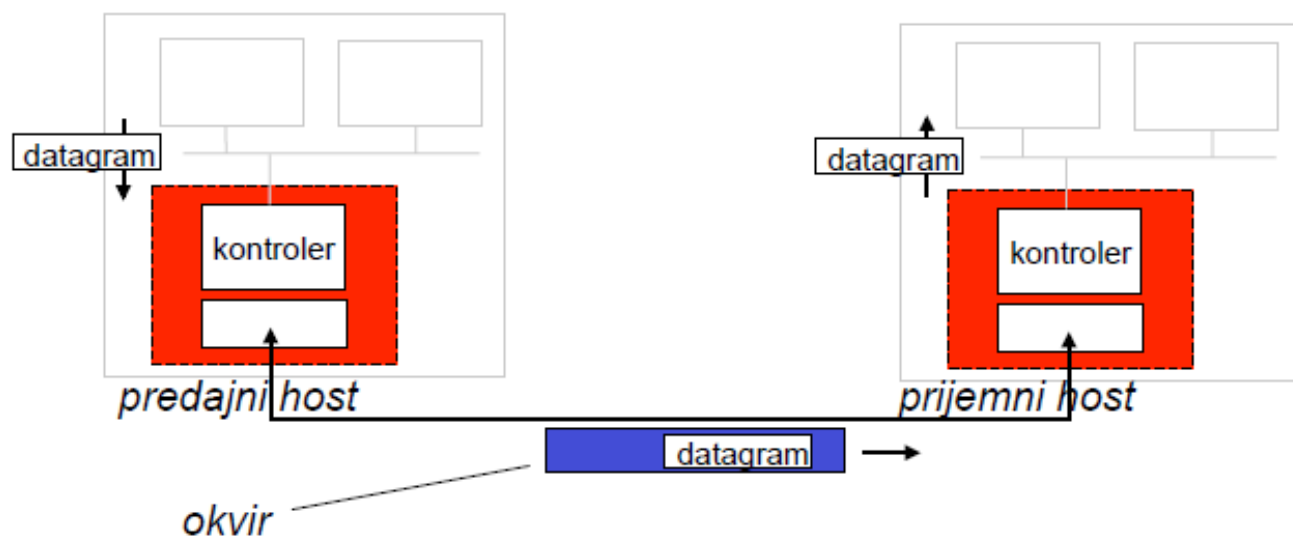 datagram
datagram
kontroler
kontroler
predajni host
prijemni host
datagram
okvir